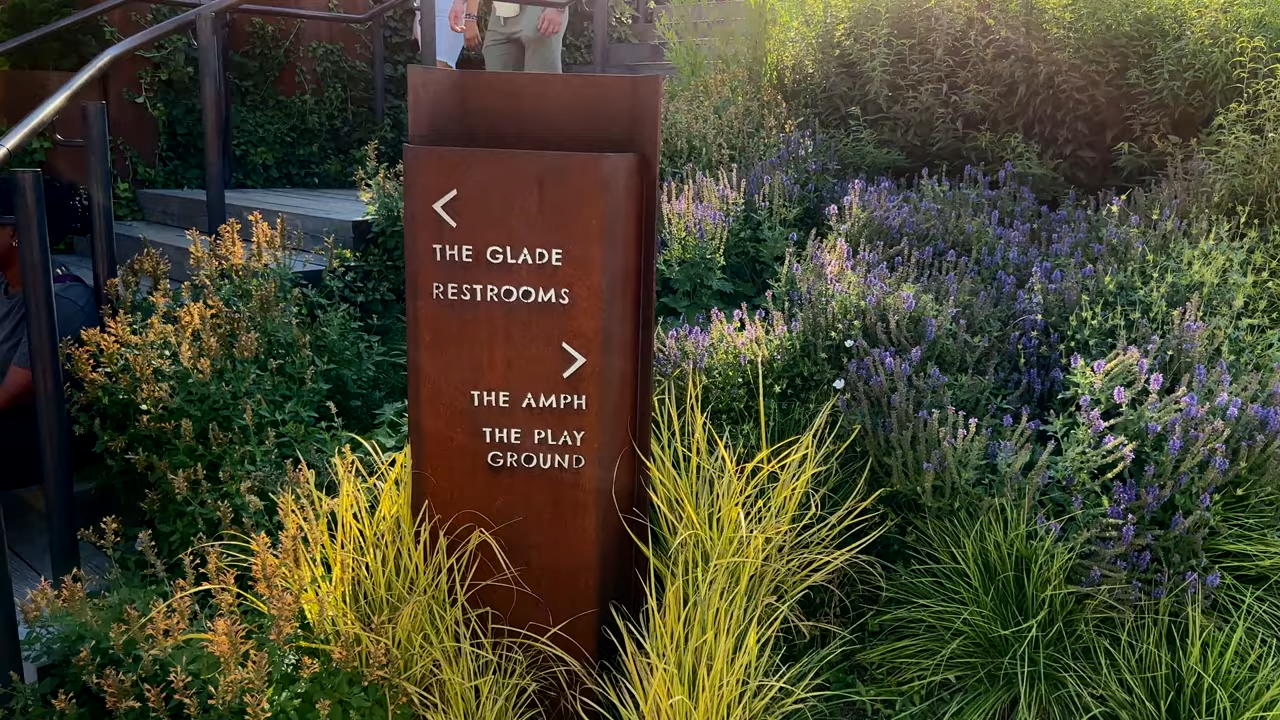 <
THE GLADE
RESTROOMS
>
THE AMPH
THE PLAY
GROUND